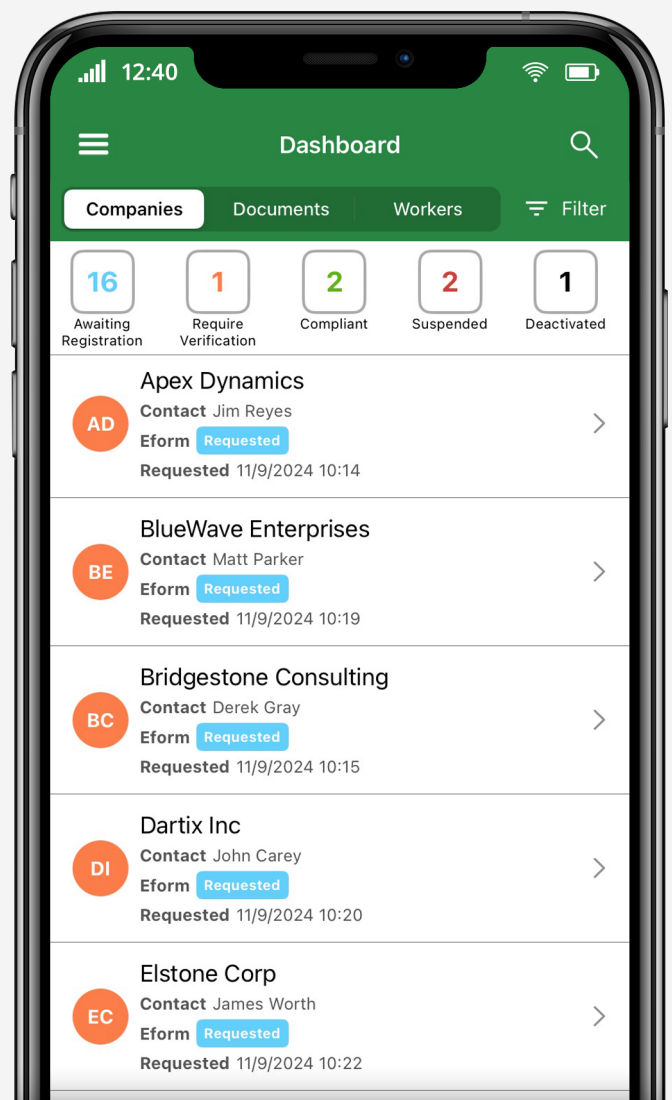 12:40
Dashboard
Companies Documents Workers Filter
16 1 2 2 1
Awaiting Registration Require Verification Compliant Suspended Deactivated
Apex Dynamics
AD
Contact Jim Reyes
Eform Requested
Requested 11/9/2024 10:14
BlueWave Enterprises
BE
Contact Matt Parker
Eform Requested
Requested 11/9/2024 10:19
Bridgestone Consulting
BC
Contact Derek Gray
Eform Requested
Requested 11/9/2024 10:15
Dartix Inc
DI
Contact John Carey
Eform Requested
Requested 11/9/2024 10:20
Elstone Corp
EC
Contact James Worth
Eform Requested
Requested 11/9/2024 10:22